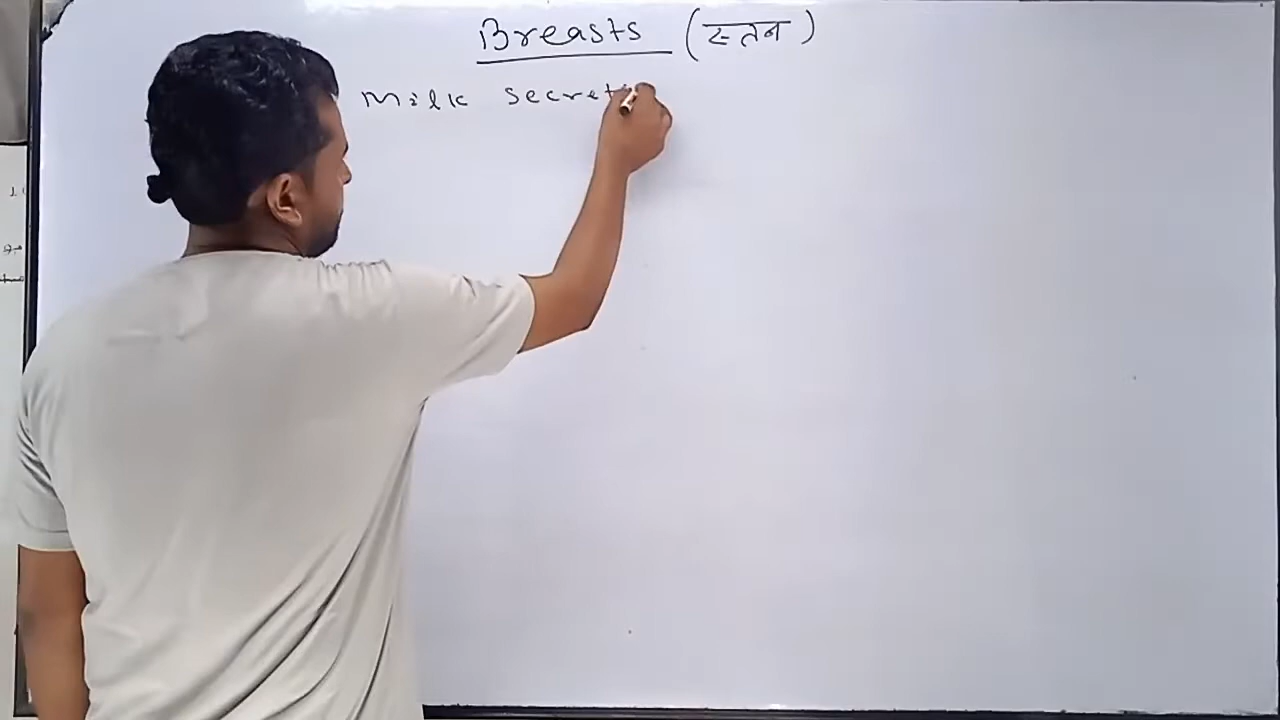 Breasts (स्तन)
Milk secret